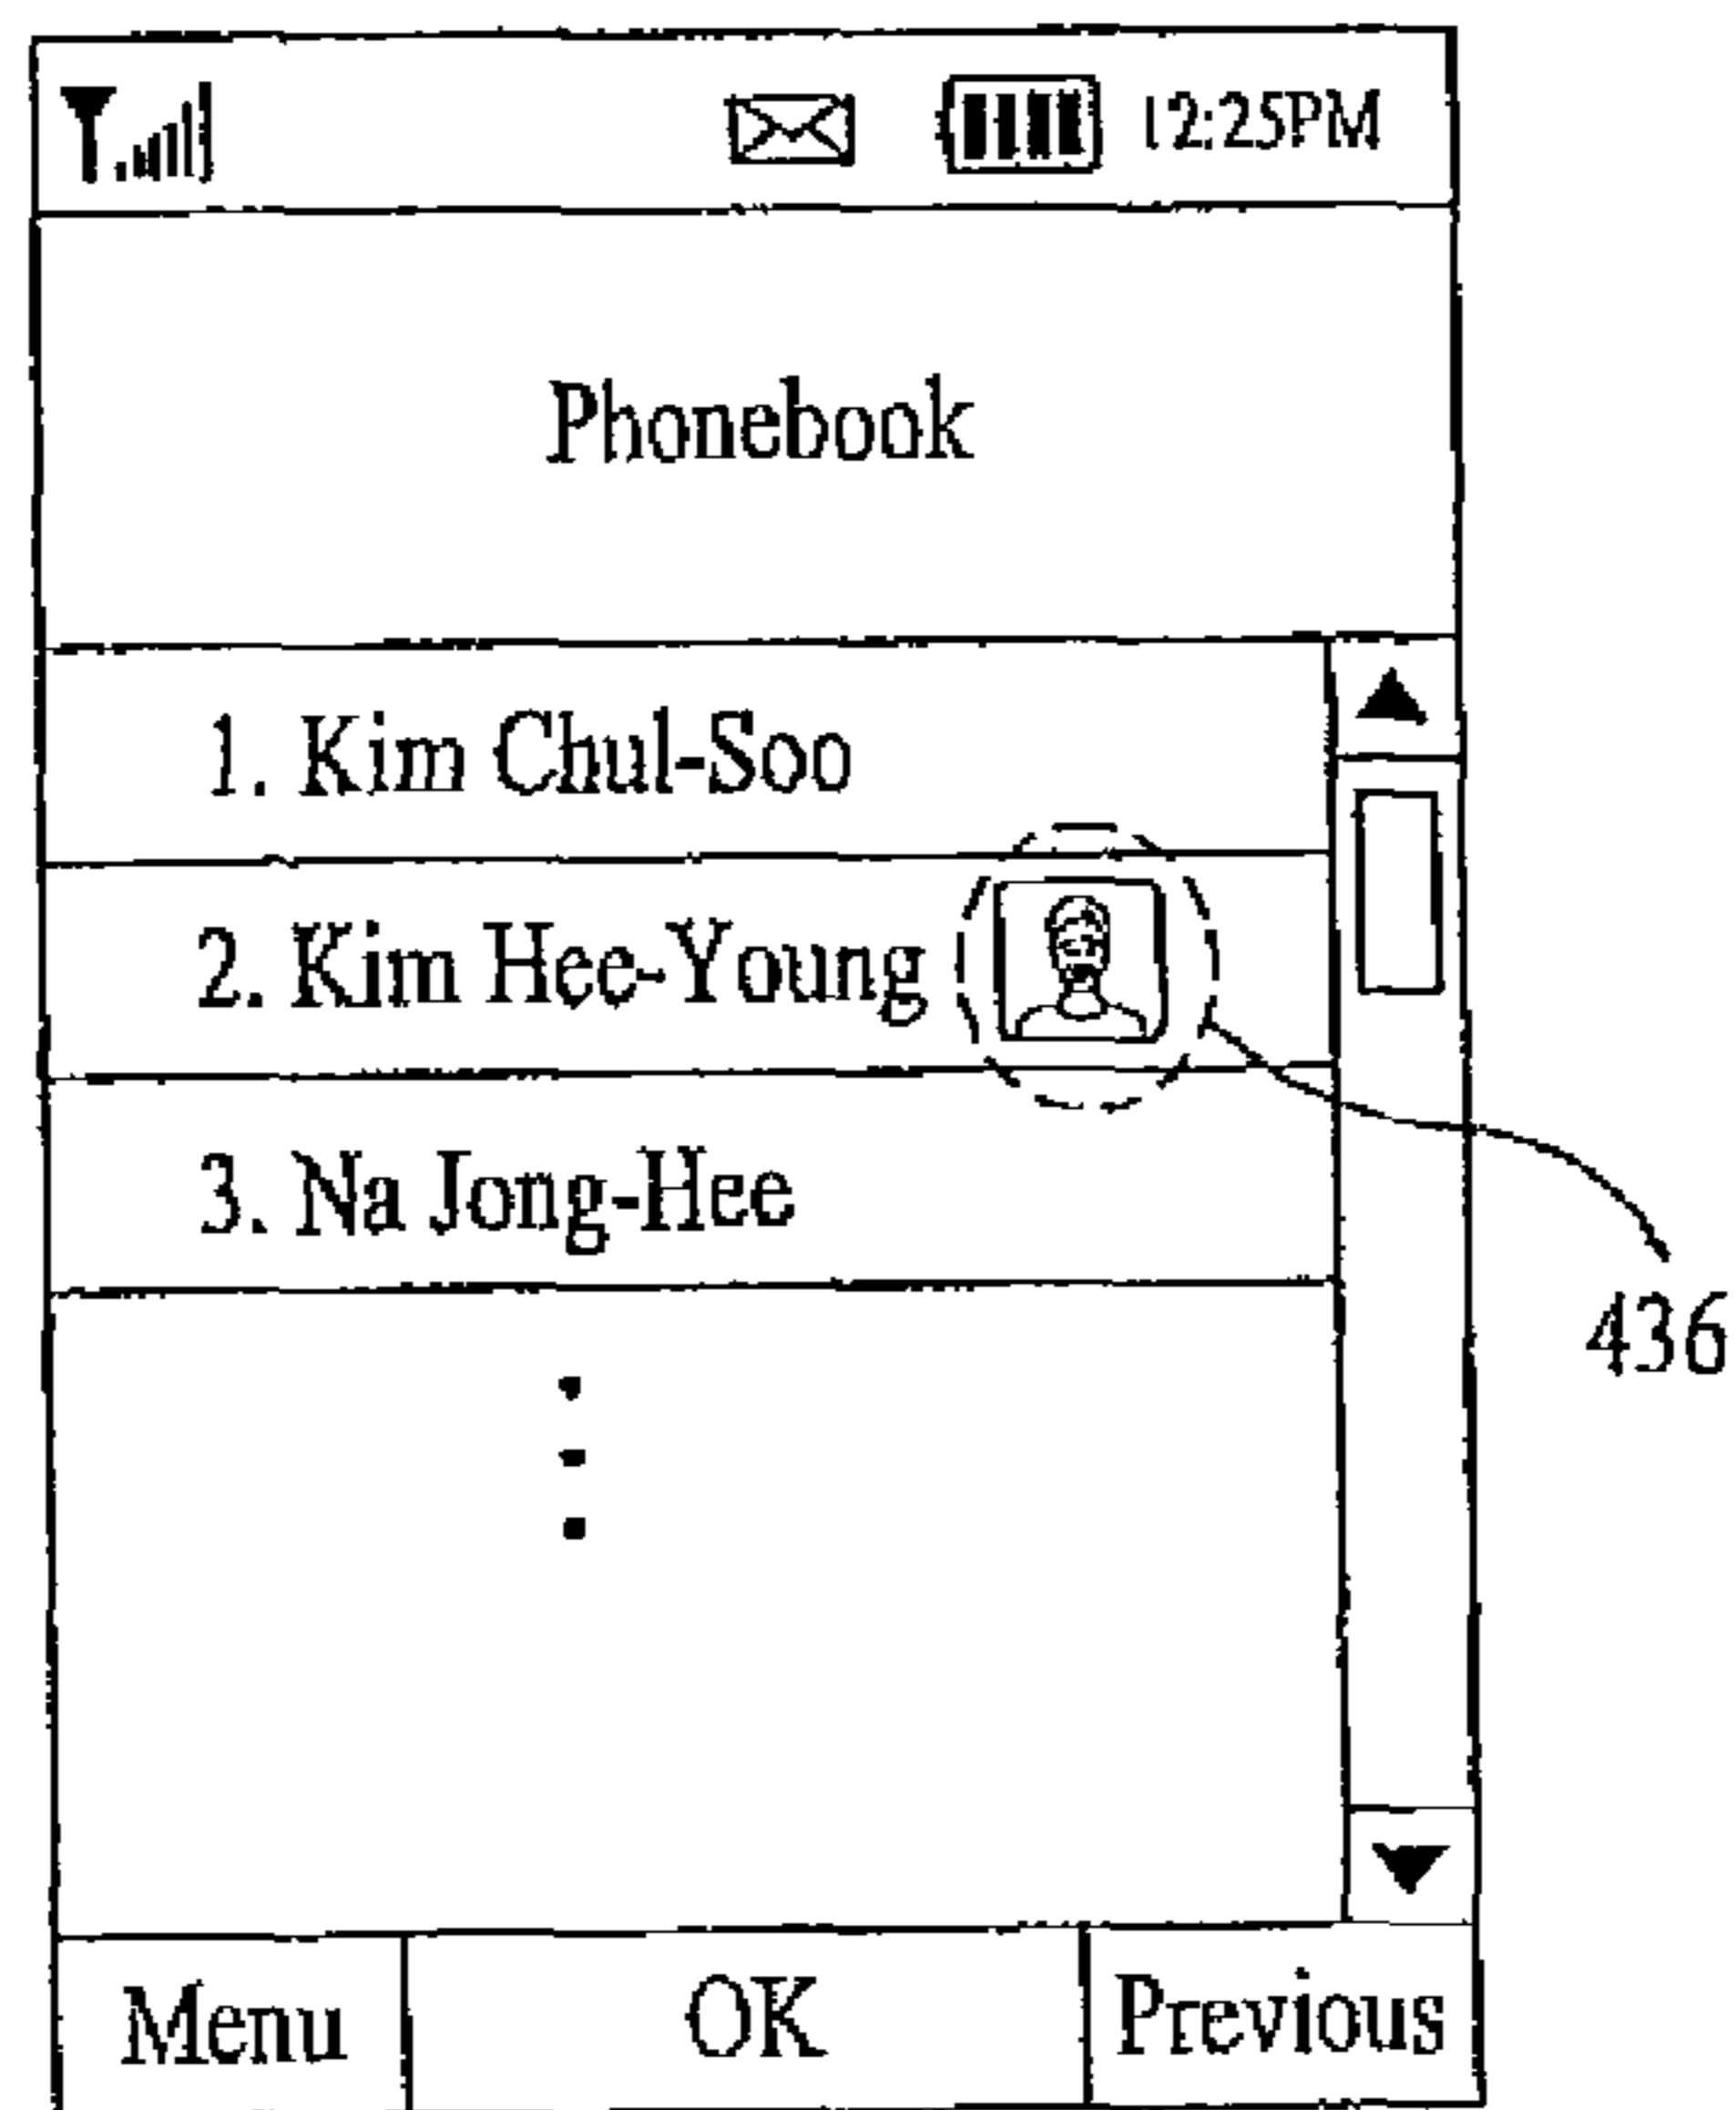 12:25PM
Phonebook
1. Kim Chul-Soo
2. Kim Hee-Young
3. Na Jong-Hee
436
Menu OK Previous